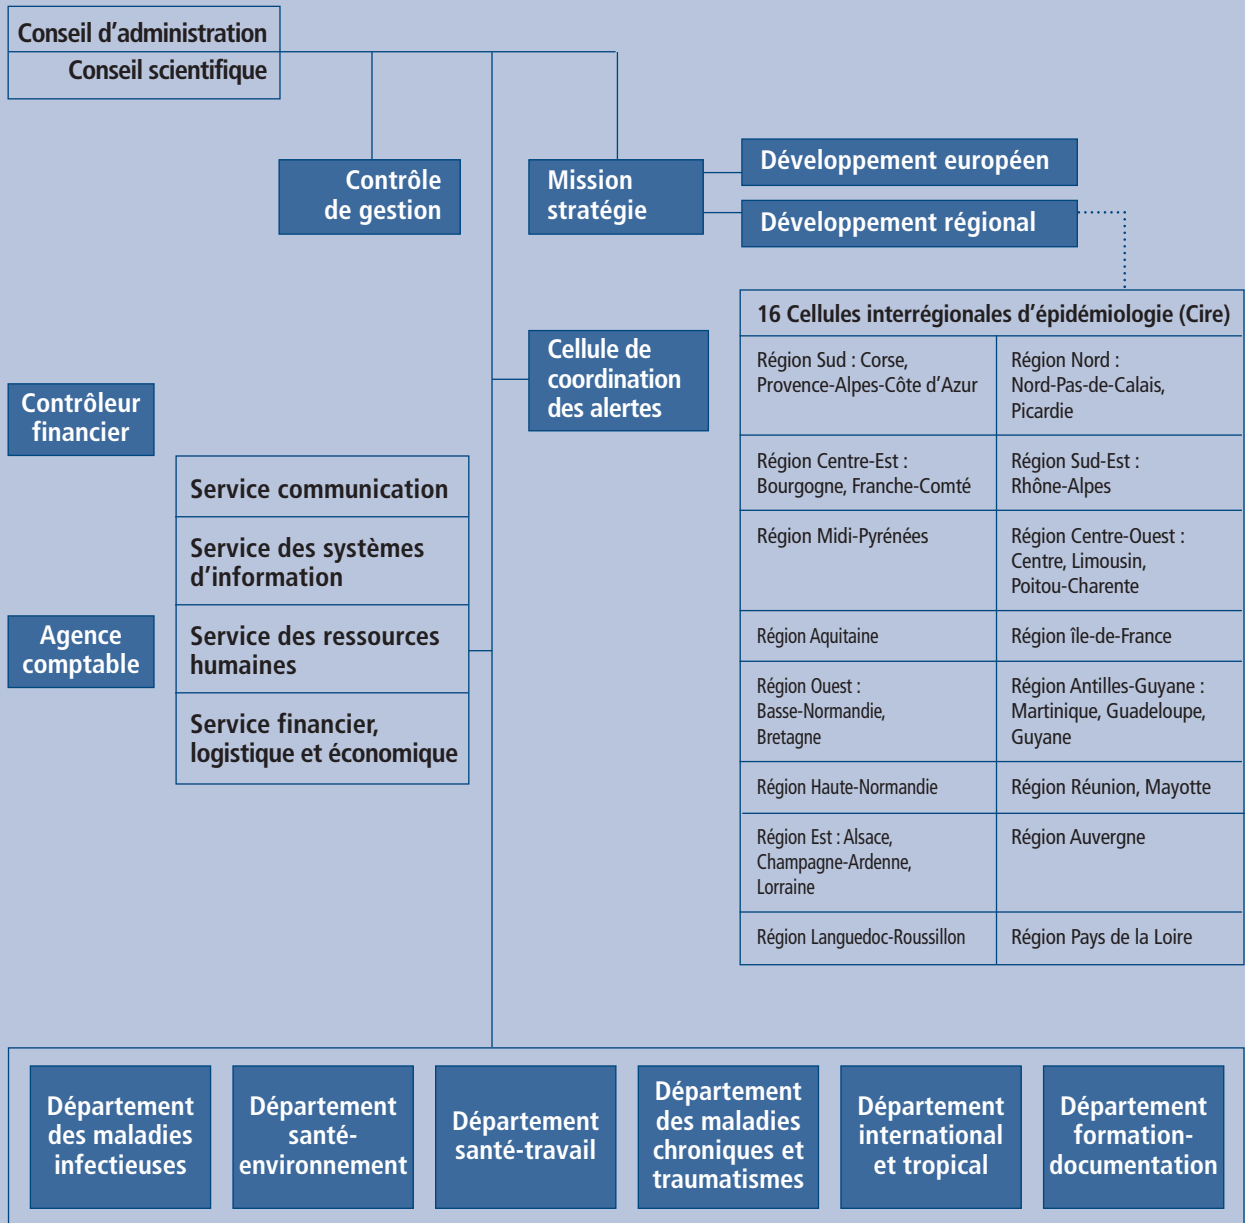 Conseil d’administration
Conseil scientifique
Contrôle
de gestion
Mission
stratégie
Développement européen
Développement régional
16 Cellules interrégionales d’épidémiologie (Cire)
Région Sud : Corse,
Provence-Alpes-Côte d’Azur
Région Nord :
Nord-Pas-de-Calais,
Picardie
Région Centre-Est :
Bourgogne, Franche-Comté
Région Sud-Est :
Rhône-Alpes
Région Midi-Pyrénées
Région Centre-Ouest :
Centre, Limousin,
Poitou-Charente
Région Aquitaine
Région île-de-France
Région Ouest :
Basse-Normandie,
Bretagne
Région Antilles-Guyane :
Martinique, Guadeloupe,
Guyane
Région Haute-Normandie
Région Réunion, Mayotte
Région Est : Alsace,
Champagne-Ardenne,
Lorraine
Région Auvergne
Région Languedoc-Roussillon
Région Pays de la Loire
Cellule de
coordination
des alertes
Contrôleur
financier
Agence
comptable
Service communication
Service des systèmes
d’information
Service des ressources
humaines
Service financier,
logistique et économique
Département
des maladies
infectieuses
Département
santé-
environnement
Département
santé-travail
Département
des maladies
chroniques et
traumatismes
Département
international
et tropical
Département
formation-
documentation